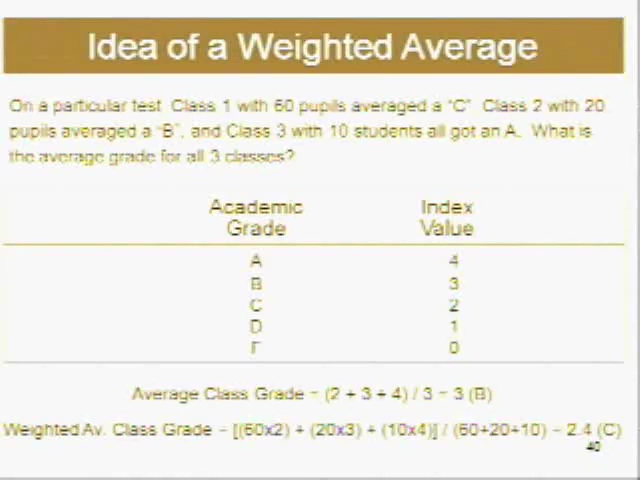 Idea of a Weighted Average
On a particular test Class 1 with 60 pupils averaged a "C" Class 2 with 20
pupils averaged a "B", and Class 3 with 10 students all got an A. What is
the average grade for all 3 classes?
Academic Index
Grade Value
A 4
B 3
C 2
D 1
F 0
Average Class Grade = (2 + 3 + 4) / 3 = 3 (B)
Weighted Av. Class Grade = [(60x2) + (20x3) + (10x4)] / (60+20+10) = 2.4 (C)
40